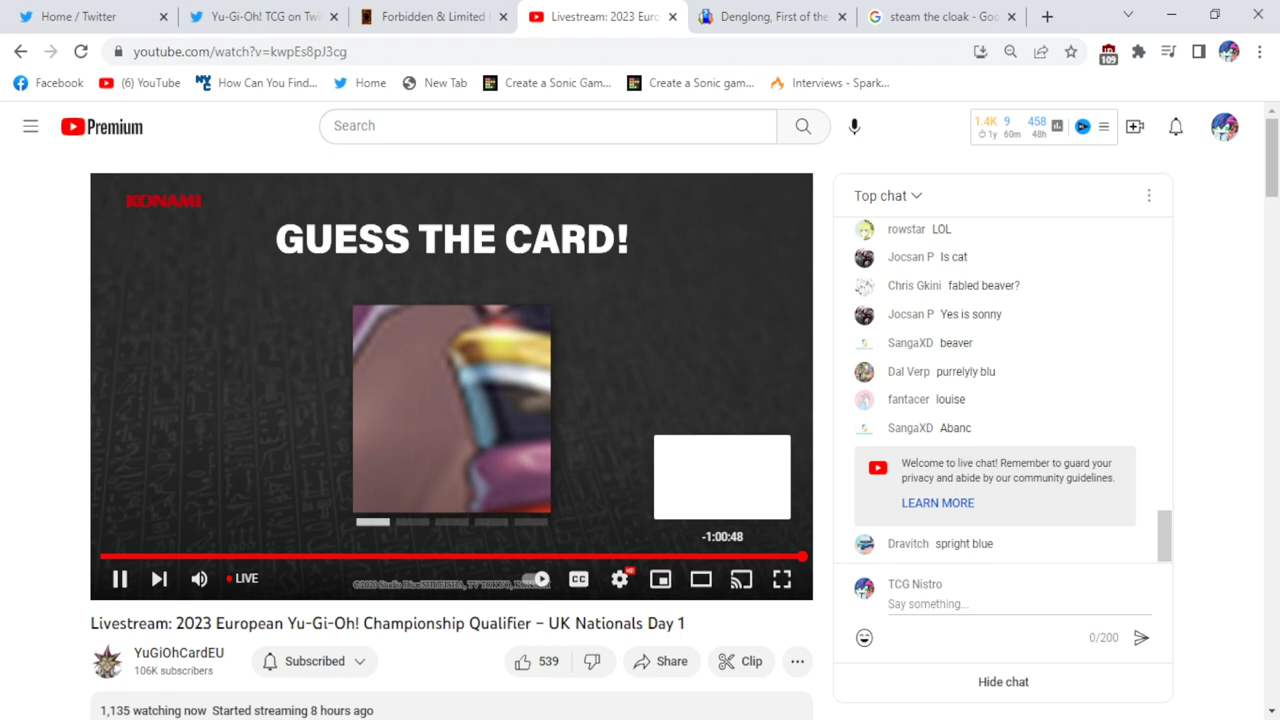 Home / Twitter
Yu-Gi-Oh! TCG on Twi
Forbidden & Limited
Livestream: 2023 Euro
Denglong, First of the
steam the cloak - Goo
youtube.com/watch?v=kwpEs8pJ3cg
109
Facebook
(6) YouTube
How Can You Find...
Home
New Tab
Create a Sonic Gam...
Create a Sonic gam...
Interviews - Spark...
Premium
Search
1.4K 9 458
1y 60m 48h
KONAMI
GUESS THE CARD!
-1:00:48
LIVE
CC
HD
Livestream: 2023 European Yu-Gi-Oh! Championship Qualifier – UK Nationals Day 1
YuGiOhCardEU
106K subscribers
Subscribed
539
Share
Clip
1,135 watching now Started streaming 8 hours ago
Top chat
rowstar LOL
Jocsan P Is cat
Chris Gkini fabled beaver?
Jocsan P Yes is sonny
SangaXD beaver
Dal Verp purrelyly blu
fantacer louise
SangaXD Abanc
Welcome to live chat! Remember to guard your
privacy and abide by our community guidelines.
LEARN MORE
Dravitch spright blue
TCG Nistro
Say something...
0/200
Hide chat